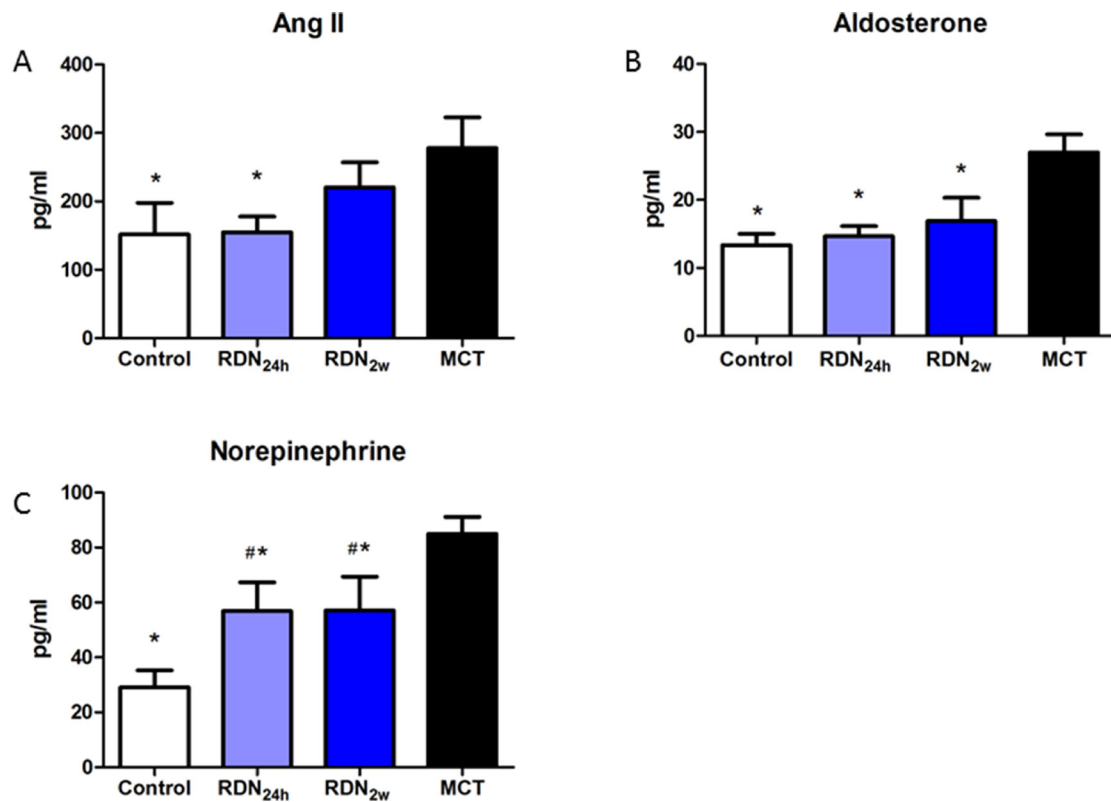 Ang II
A
400
300
200
100
0
pg/ml
* *
Control RDN24h RDN2w MCT
Aldosterone
B
40
30
20
10
0
pg/ml
* * *
Control RDN24h RDN2w MCT
Norepinephrine
C
100
80
60
40
20
0
pg/ml
* #* #*
Control RDN24h RDN2w MCT